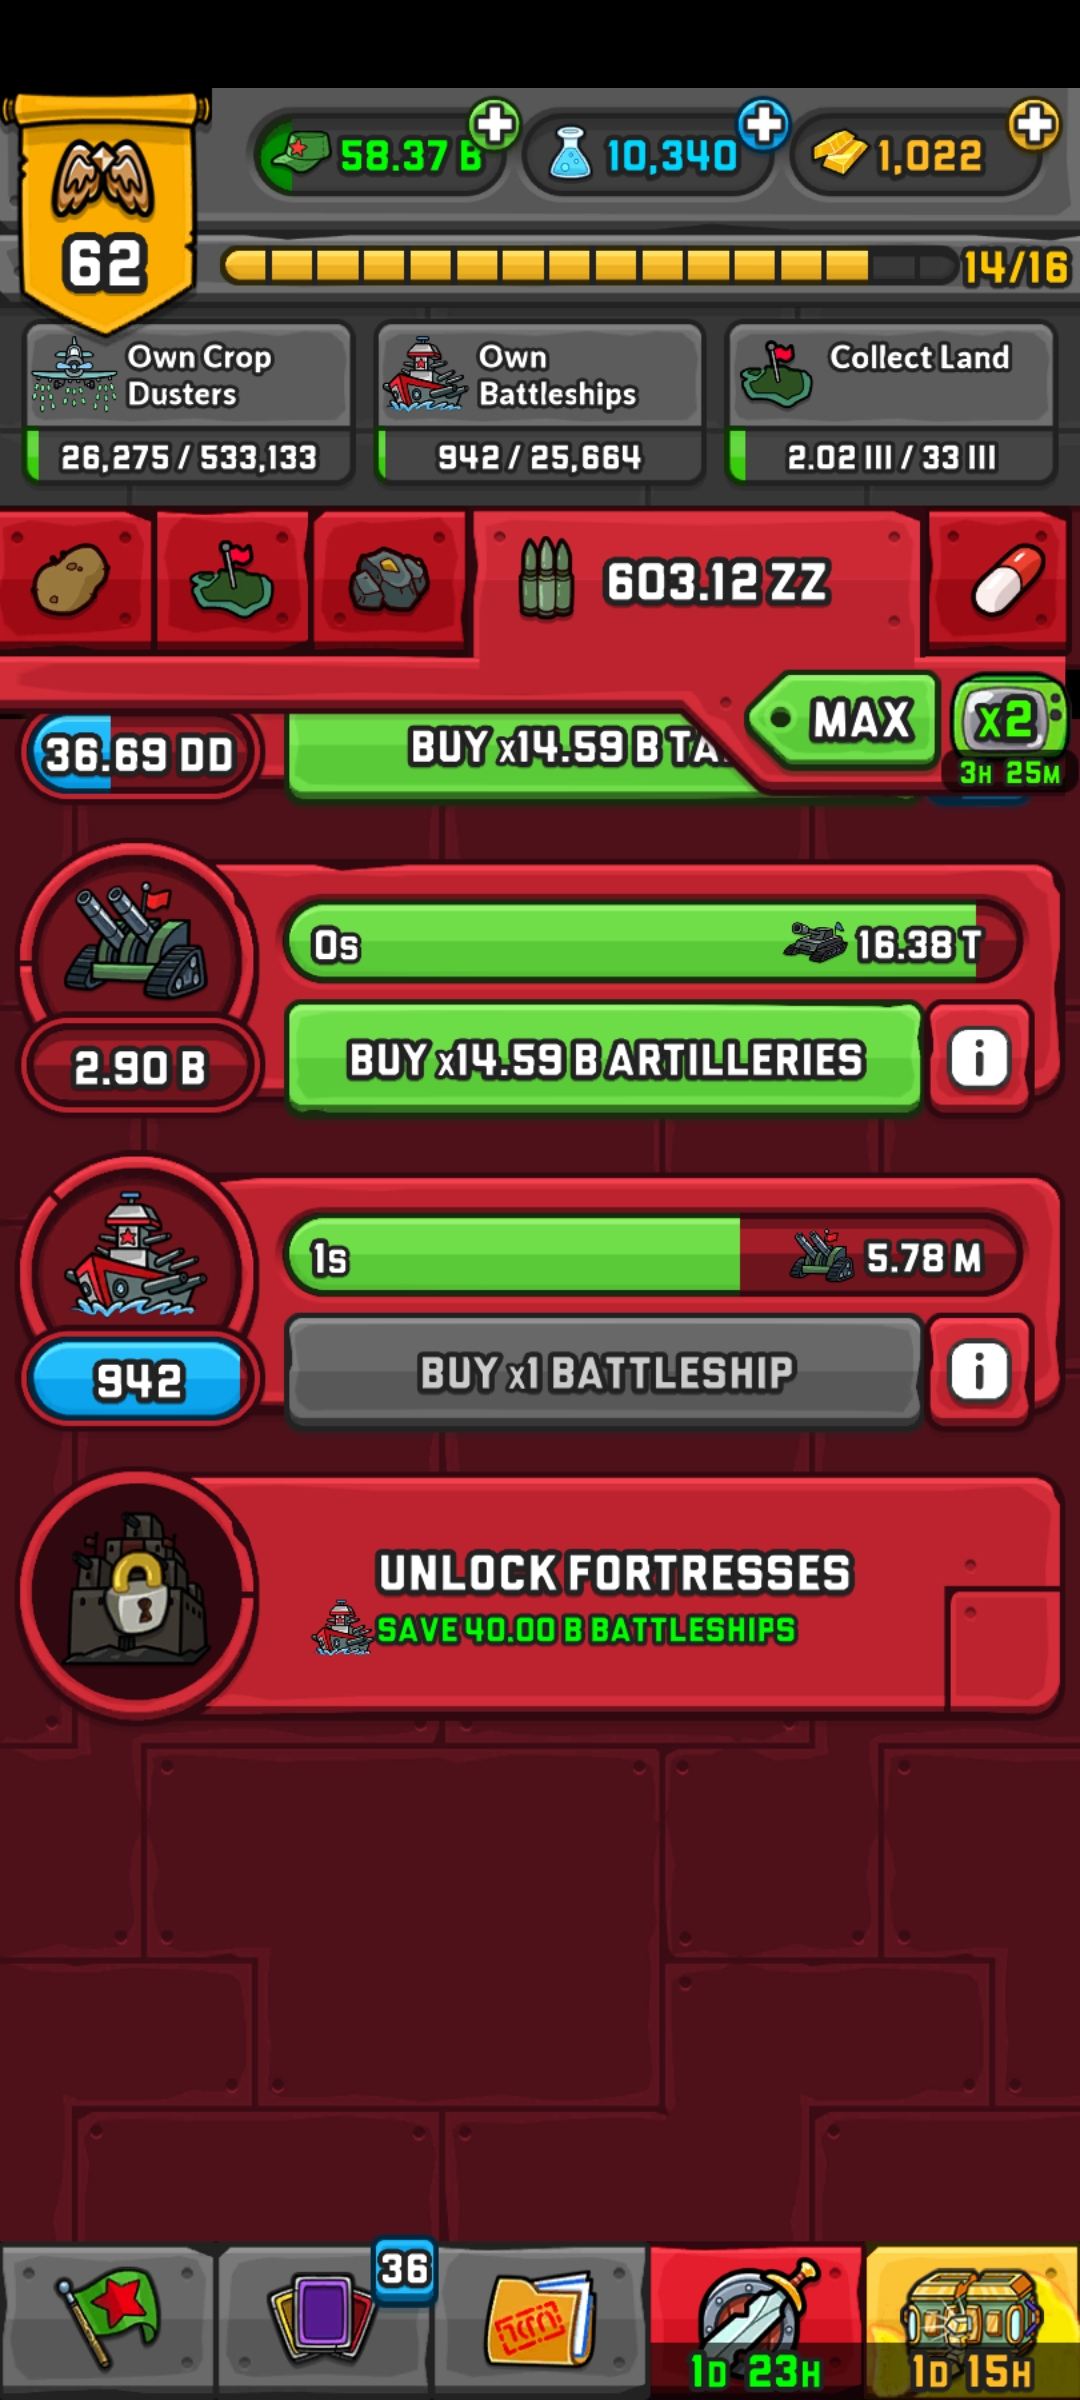 58.37 B
10,340
1,022
62
14/16
Own Crop
Dusters
Own
Battleships
Collect Land
26,275 / 533,133
942 / 25,664
2.02 III / 33 III
603.12 ZZ
MAX
x2
3H 25M
36.69 DD
BUY x14.59 B TA
0s
16.38 T
2.90 B
BUY x14.59 B ARTILLERIES
i
1s
5.78 M
942
BUY x1 BATTLESHIP
i
UNLOCK FORTRESSES
SAVE 40.00 B BATTLESHIPS
36
1D 23H
1D 15H